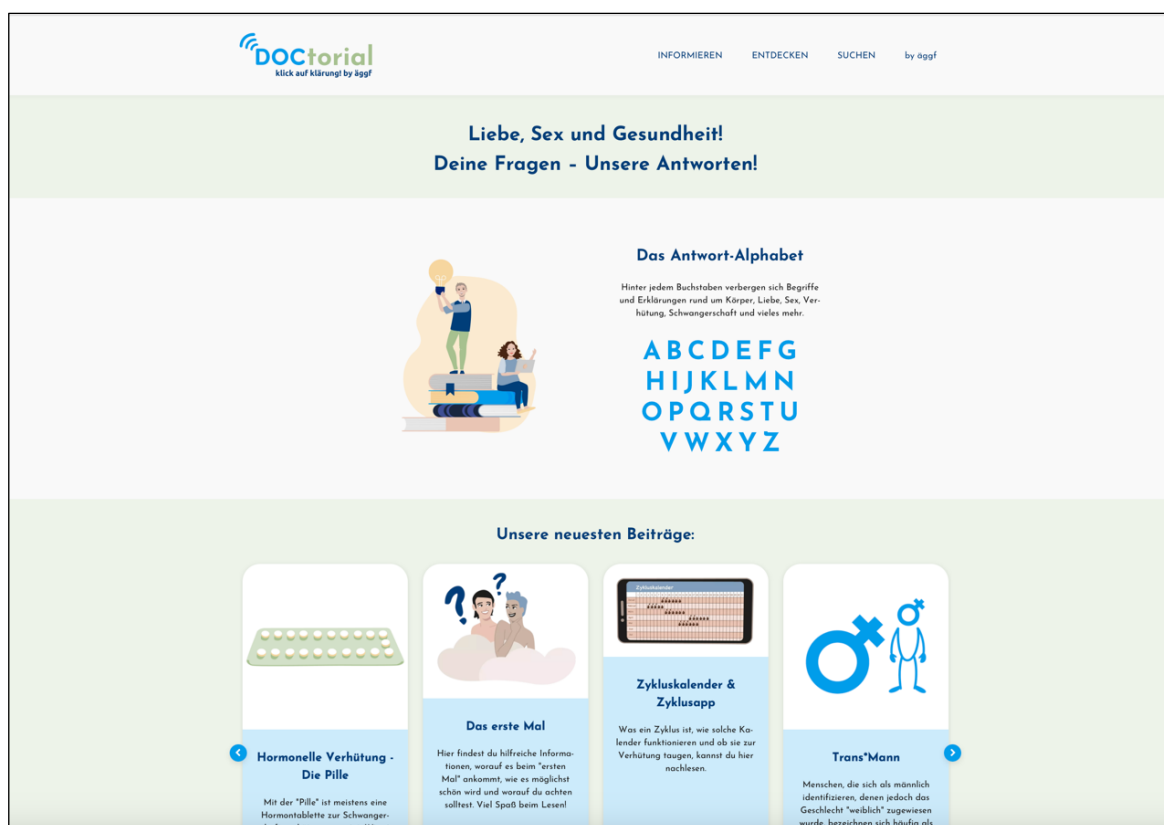 DOCtorial
klick auf klärung! by äggf
INFORMIEREN ENTDECKEN SUCHEN by äggf
Liebe, Sex und Gesundheit!
Deine Fragen – Unsere Antworten!
Das Antwort-Alphabet
Hinter jedem Buchstaben verbergen sich Begriffe
und Erklärungen rund um Körper, Liebe, Sex, Ver-
hütung, Schwangerschaft und vieles mehr.
A B C D E F G
H I J K L M N
O P Q R S T U
V W X Y Z
Unsere neuesten Beiträge:
Hormonelle Verhütung -
Die Pille
Mit der "Pille" ist meistens eine
Hormontablette zur Schwanger-
Das erste Mal
Hier findest du hilfreiche Informa-
tionen, worauf es beim "ersten
Mal" ankommt, wie es möglichst
schön wird und worauf du achten
solltest. Viel Spaß beim Lesen!
Zykluskalender
Zykluskalender &
Zyklusapp
Was ein Zyklus ist, wie solche Ka-
lender funktionieren und ob sie zur
Verhütung taugen, kannst du hier
nachlesen.
Trans*Mann
Menschen, die sich als männlich
identifizieren, denen jedoch das
Geschlecht "weiblich" zugewiesen
wurde, bezeichnen sich häufig als